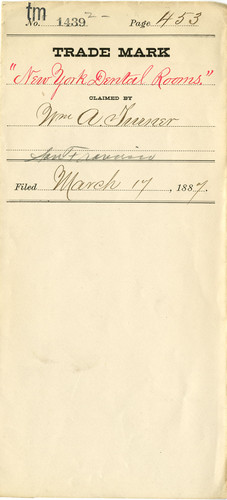 tm
No. 1439 2- Page 453
TRADE MARK
"New York Dental Rooms."
CLAIMED BY
Wm A. Turner
San Francisco
Filed March 17, 1887.